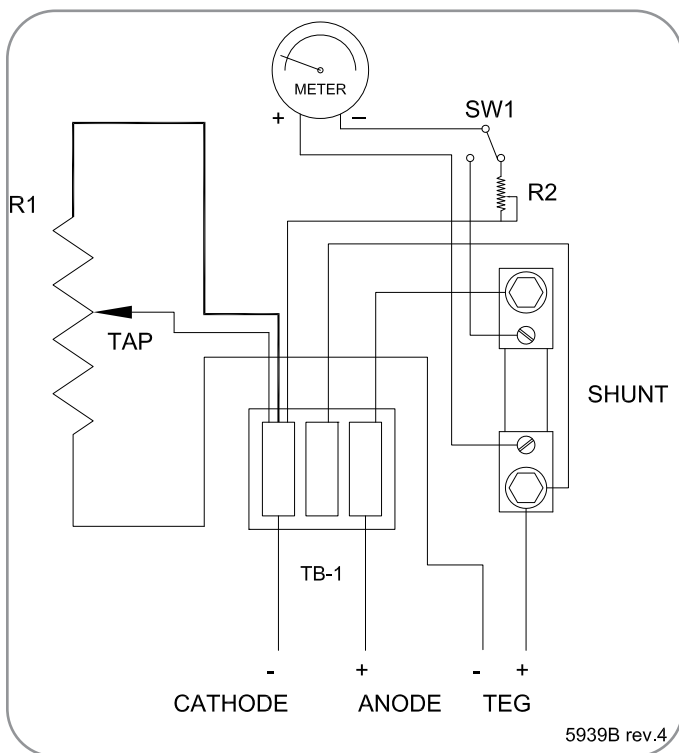 METER
+ –
SW1
R1
R2
TAP
SHUNT
TB-1
- + - +
CATHODE ANODE TEG
5939B rev.4